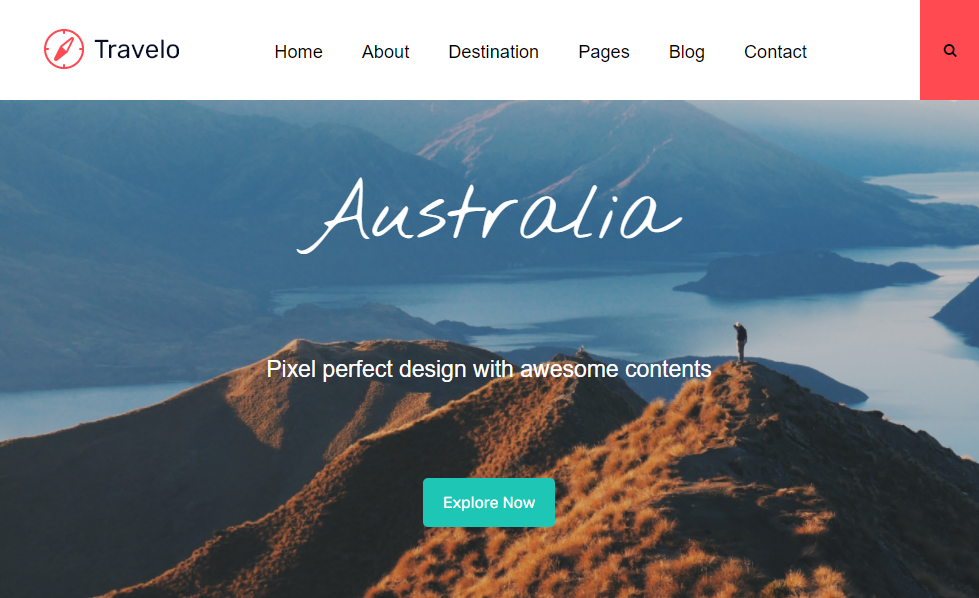 Travelo
Home About Destination Pages Blog Contact
Australia
Pixel perfect design with awesome contents
Explore Now